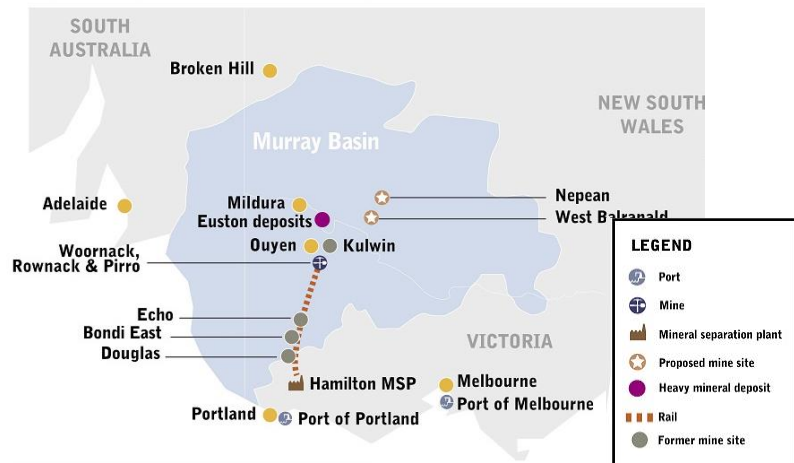 SOUTH
AUSTRALIA
Broken Hill
NEW SOUTH
WALES
Murray Basin
Adelaide
Mildura
Euston deposits
Nepean
West Balranald
Ouyen
Kulwin
Woornack,
Rownack & Pirro
Echo
Bondi East
Douglas
VICTORIA
Hamilton MSP
Melbourne
Port of Melbourne
Portland
Port of Portland
LEGEND
Port
Mine
Mineral separation plant
Proposed mine site
Heavy mineral deposit
Rail
Former mine site